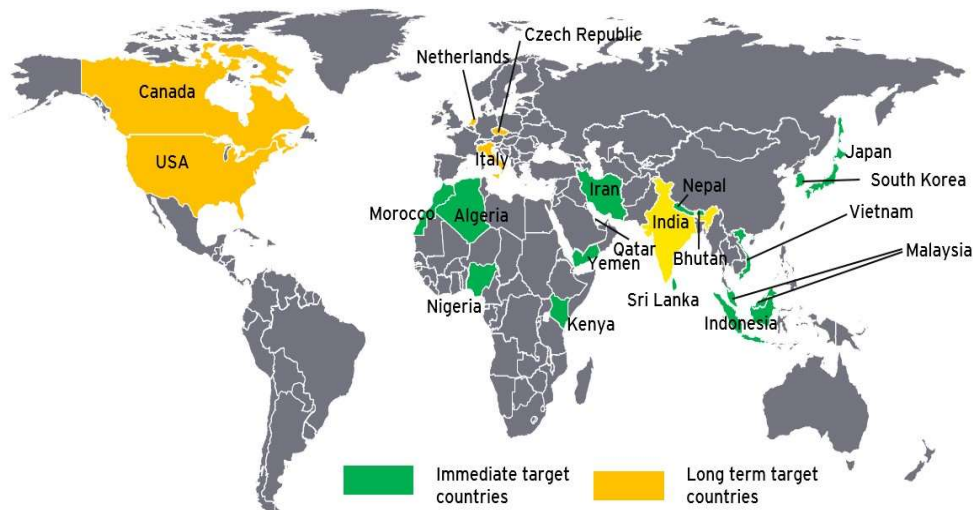 Czech Republic
Netherlands
Canada
USA
Italy
Japan
Iran
Nepal
South Korea
Morocco
Algeria
India
Vietnam
Qatar
Bhutan
Malaysia
Yemen
Nigeria
Sri Lanka
Kenya
Indonesia
Immediate target
countries
Long term target
countries